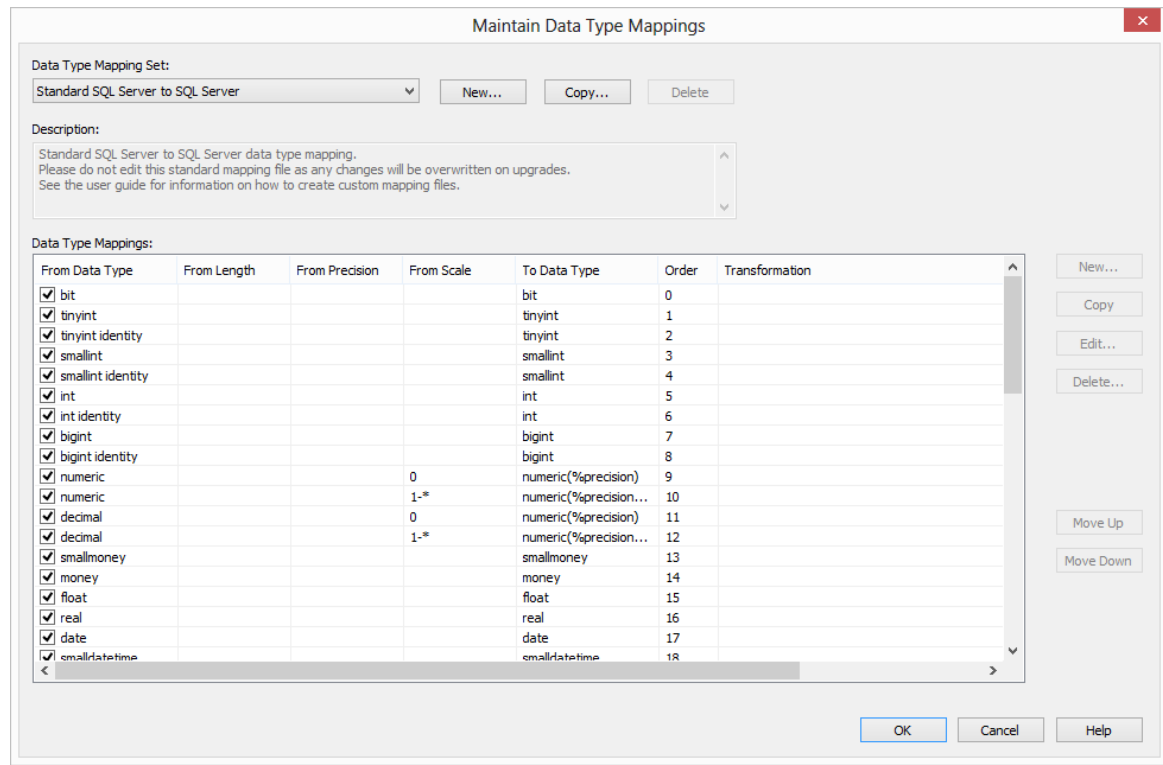 Maintain Data Type Mappings
Data Type Mapping Set:
Standard SQL Server to SQL Server New... Copy... Delete
Description:
Standard SQL Server to SQL Server data type mapping.
Please do not edit this standard mapping file as any changes will be overwritten on upgrades.
See the user guide for information on how to create custom mapping files.
Data Type Mappings:
From Data Type From Length From Precision From Scale To Data Type Order Transformation
bit bit 0
tinyint tinyint 1
tinyint identity tinyint 2
smallint smallint 3
smallint identity smallint 4
int int 5
int identity int 6
bigint bigint 7
bigint identity bigint 8
numeric 0 numeric(%precision) 9
numeric 1-* numeric(%precision... 10
decimal 0 numeric(%precision) 11
decimal 1-* numeric(%precision... 12
smallmoney smallmoney 13
money money 14
float float 15
real real 16
date date 17
smalldatetime smalldatetime 18
New...
Copy
Edit...
Delete...
Move Up
Move Down
OK Cancel Help